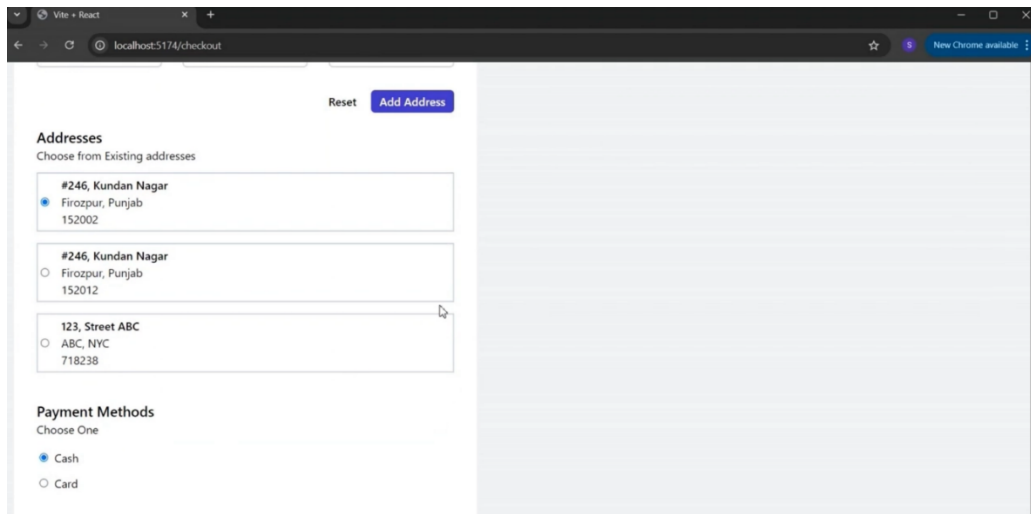 Vite + React
localhost:5174/checkout
S
New Chrome available
Reset
Add Address
Addresses
Choose from Existing addresses
#246, Kundan Nagar
Firozpur, Punjab
152002
#246, Kundan Nagar
Firozpur, Punjab
152012
123, Street ABC
ABC, NYC
718238
Payment Methods
Choose One
Cash
Card